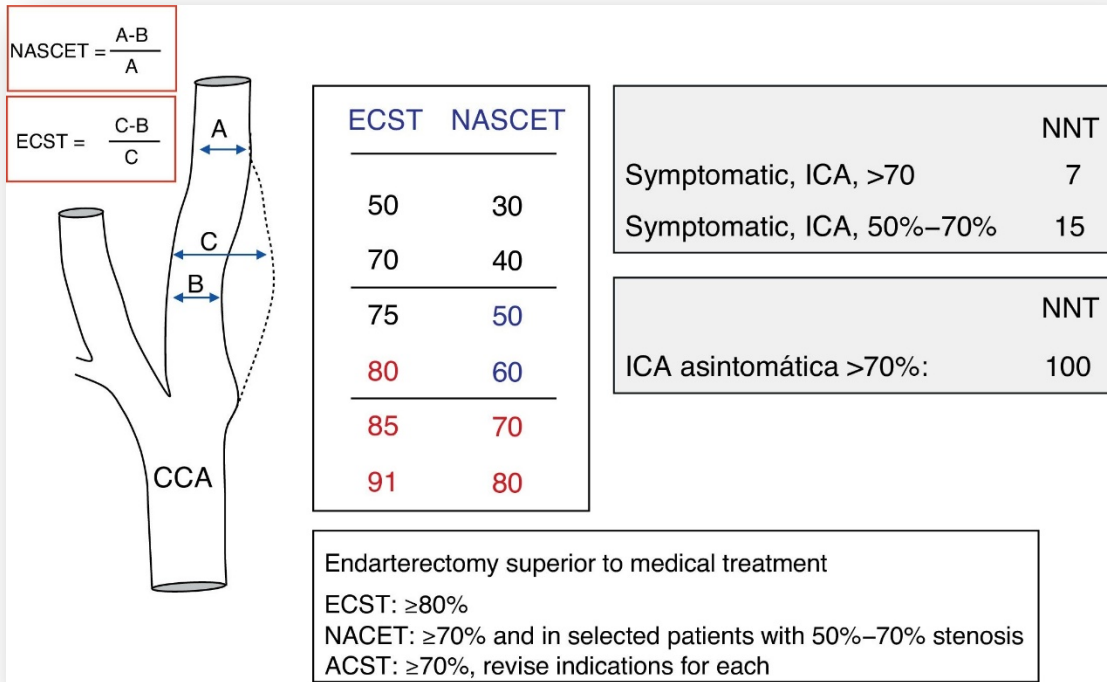 NASCET = A-B
A
ECST = C-B
C
A
C
B
CCA
ECST NASCET
50 30
70 40
75 50
80 60
85 70
91 80
NNT
Symptomatic, ICA, >70 7
Symptomatic, ICA, 50%–70% 15
NNT
ICA asintomática >70%: 100
Endarterectomy superior to medical treatment
ECST: ≥80%
NACET: ≥70% and in selected patients with 50%–70% stenosis
ACST: ≥70%, revise indications for each